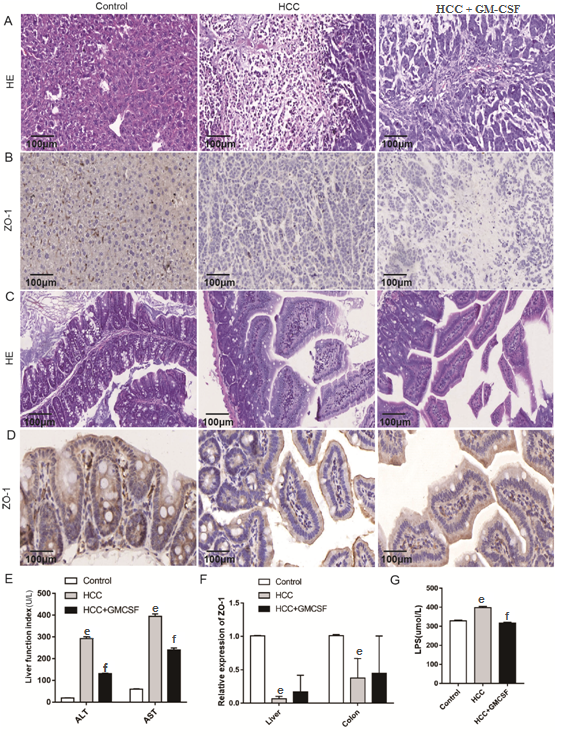 Control HCC HCC + GM-CSF
A HE 100μm 100μm 100μm
B ZO-1 100μm 100μm 100μm
C HE 100μm 100μm 100μm
D ZO-1 100μm 100μm 100μm
E
Control
HCC
HCC+GMCSF
Liver function index(U/L)
500
400
300
200
100
0
e f e f
ALT AST
F
Control
HCC
HCC+GMCSF
Relative expression of ZO-1
1.5
1.0
0.5
0.0
e e
Liver Colon
G
LPS(umol/L)
500
400
300
200
100
0
e f
Control HCC HCC+GMCSF